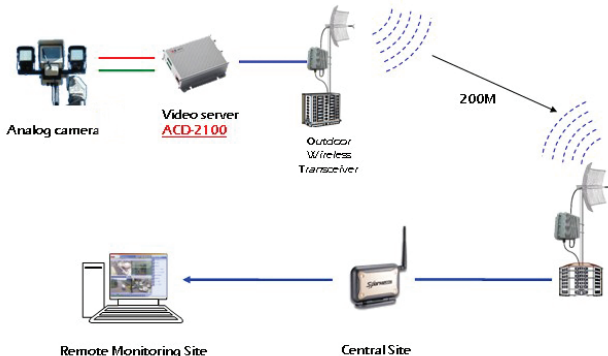 Analog camera
Video server
ACD-2100
Outdoor
Wireless
Transceiver
200M
Remote Monitoring Site
Central Site